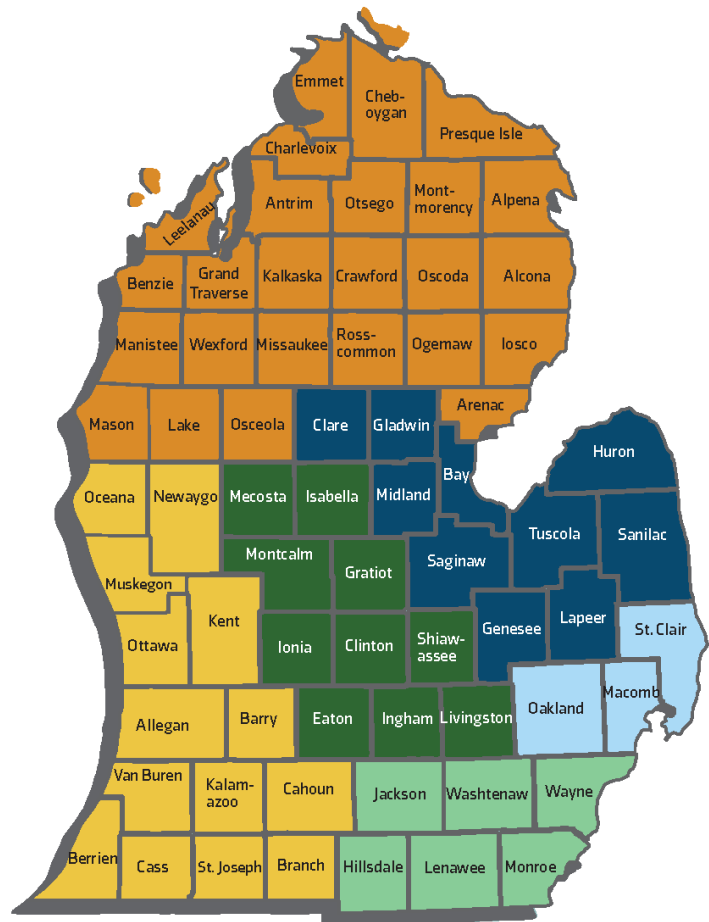 Emmet
Cheb-
oygan
Presque Isle
Charlevoix
Antrim
Otsego
Mont-
morency
Alpena
Leelanau
Benzie
Grand
Traverse
Kalkaska
Crawford
Oscoda
Alcona
Manistee
Wexford
Missaukee
Ross-
common
Ogemaw
Iosco
Mason
Lake
Osceola
Clare
Gladwin
Arenac
Huron
Oceana
Newaygo
Mecosta
Isabella
Midland
Bay
Tuscola
Sanilac
Muskegon
Montcalm
Gratiot
Saginaw
Ottawa
Kent
Ionia
Clinton
Shiaw-
assee
Genesee
Lapeer
St. Clair
Allegan
Barry
Eaton
Ingham
Livingston
Oakland
Macomb
Van Buren
Kalam-
azoo
Cahoun
Jackson
Washtenaw
Wayne
Berrien
Cass
St. Joseph
Branch
Hillsdale
Lenawee
Monroe